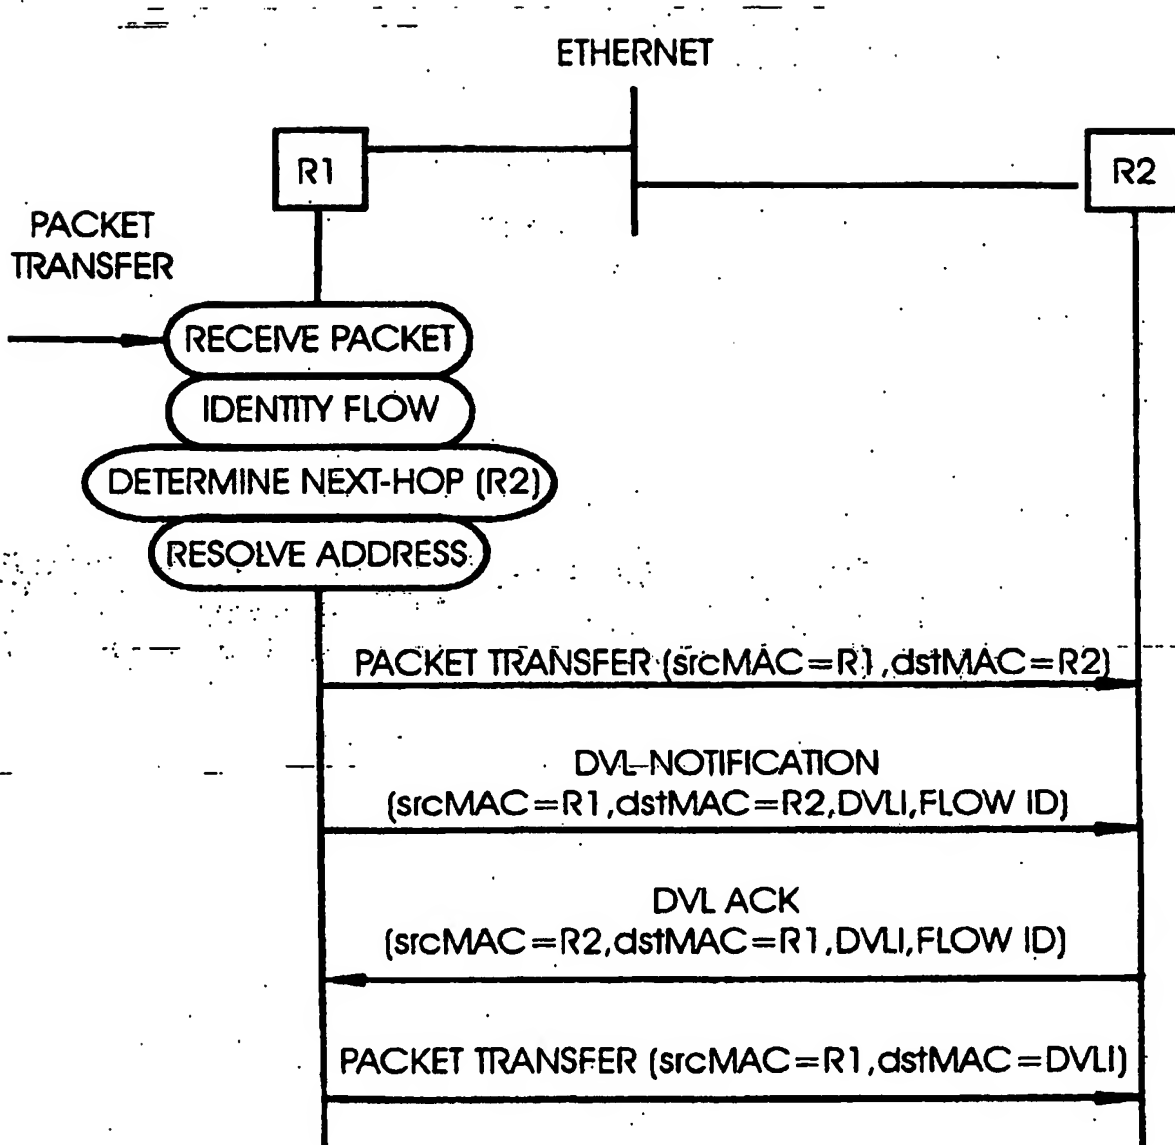 ETHERNET
R1
R2
PACKET
TRANSFER
RECEIVE PACKET
IDENTITY FLOW
DETERMINE NEXT-HOP (R2)
RESOLVE ADDRESS
PACKET TRANSFER (srcMAC=R1,dstMAC=R2)
DVL-NOTIFICATION
(srcMAC=R1,dstMAC=R2,DVLI,FLOW ID)
DVL ACK
(srcMAC=R2,dstMAC=R1,DVLI,FLOW ID)
PACKET TRANSFER (srcMAC=R1,dstMAC=DVLI)